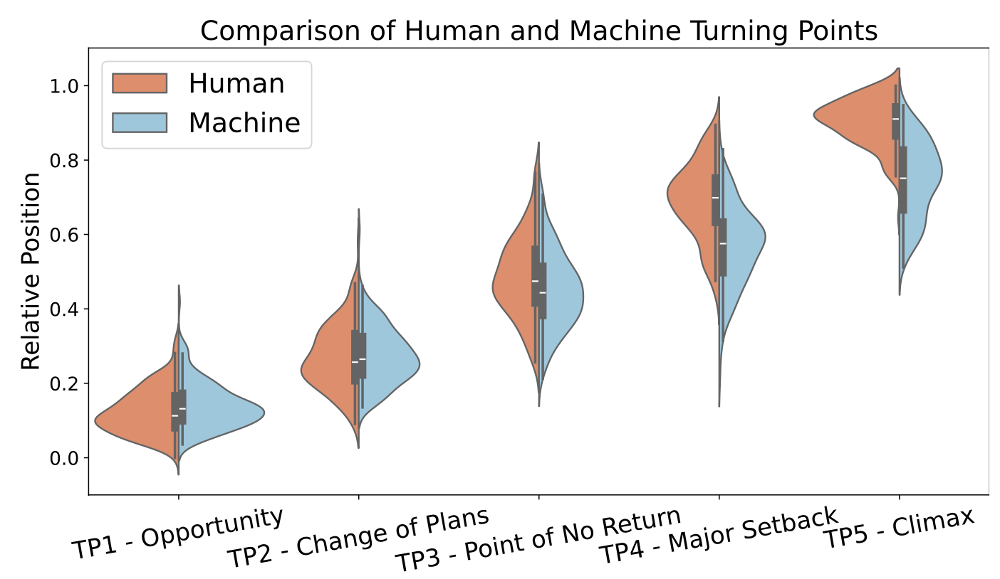 Comparison of Human and Machine Turning Points
Human
Machine
Relative Position
1.0
0.8
0.6
0.4
0.2
0.0
TP1 - Opportunity
TP2 - Change of Plans
TP3 - Point of No Return
TP4 - Major Setback
TP5 - Climax